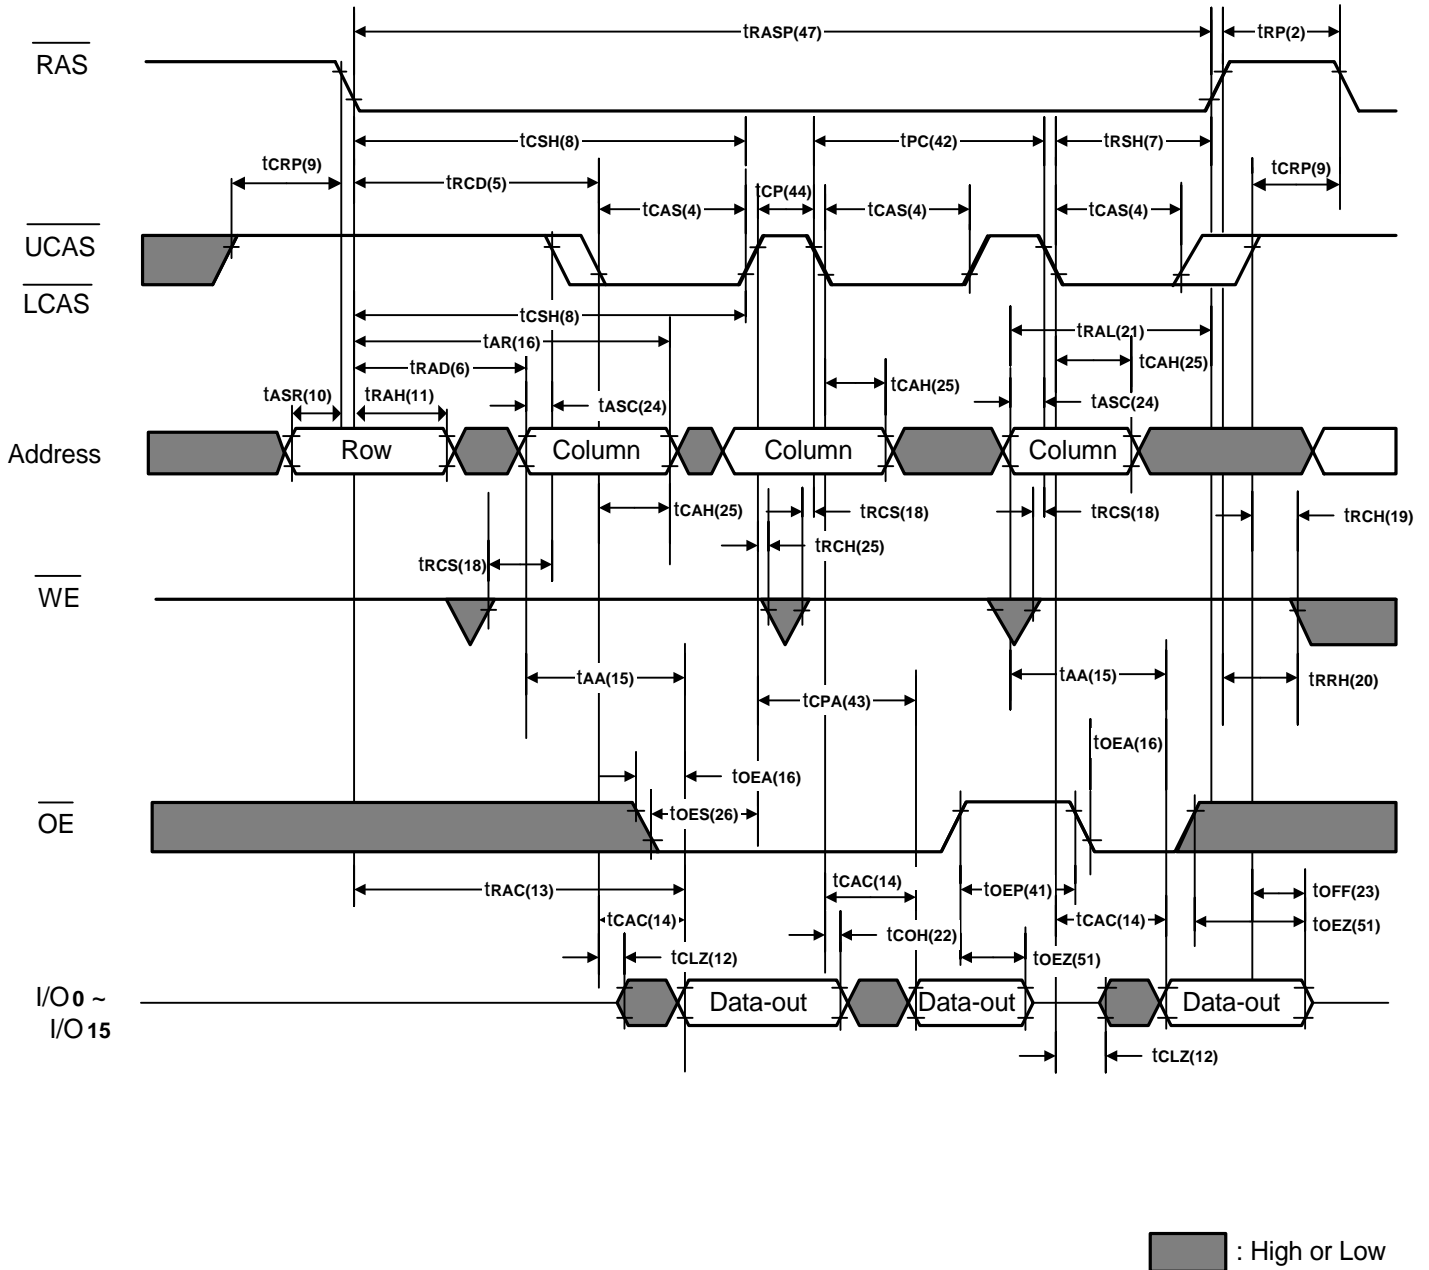 tRASP(47) tRP(2)
RAS
tCSH(8) tPC(42) tRSH(7)
tCRP(9) tRCD(5) tCP(44) tCRP(9)
tCAS(4) tCAS(4) tCAS(4)
UCAS
LCAS
tCSH(8)
tAR(16) tRAL(21)
tRAD(6) tCAH(25)
tASR(10) tRAH(11) tASC(24) tCAH(25) tASC(24)
Address Row Column Column Column
tCAH(25) tRCS(18) tRCS(18) tRCH(19)
tRCH(25)
tRCS(18)
WE
tAA(15) tAA(15) tRRH(20)
tCPA(43)
tOEA(16)
tOEA(16)
OE tOES(26)
tRAC(13) tCAC(14) tOEP(41) tOFF(23)
tCAC(14) tCOH(22) tCAC(14) tOEZ(51)
tCLZ(12) tOEZ(51)
I/O0 ~ Data-out Data-out Data-out
I/O15
tCLZ(12)
: High or Low